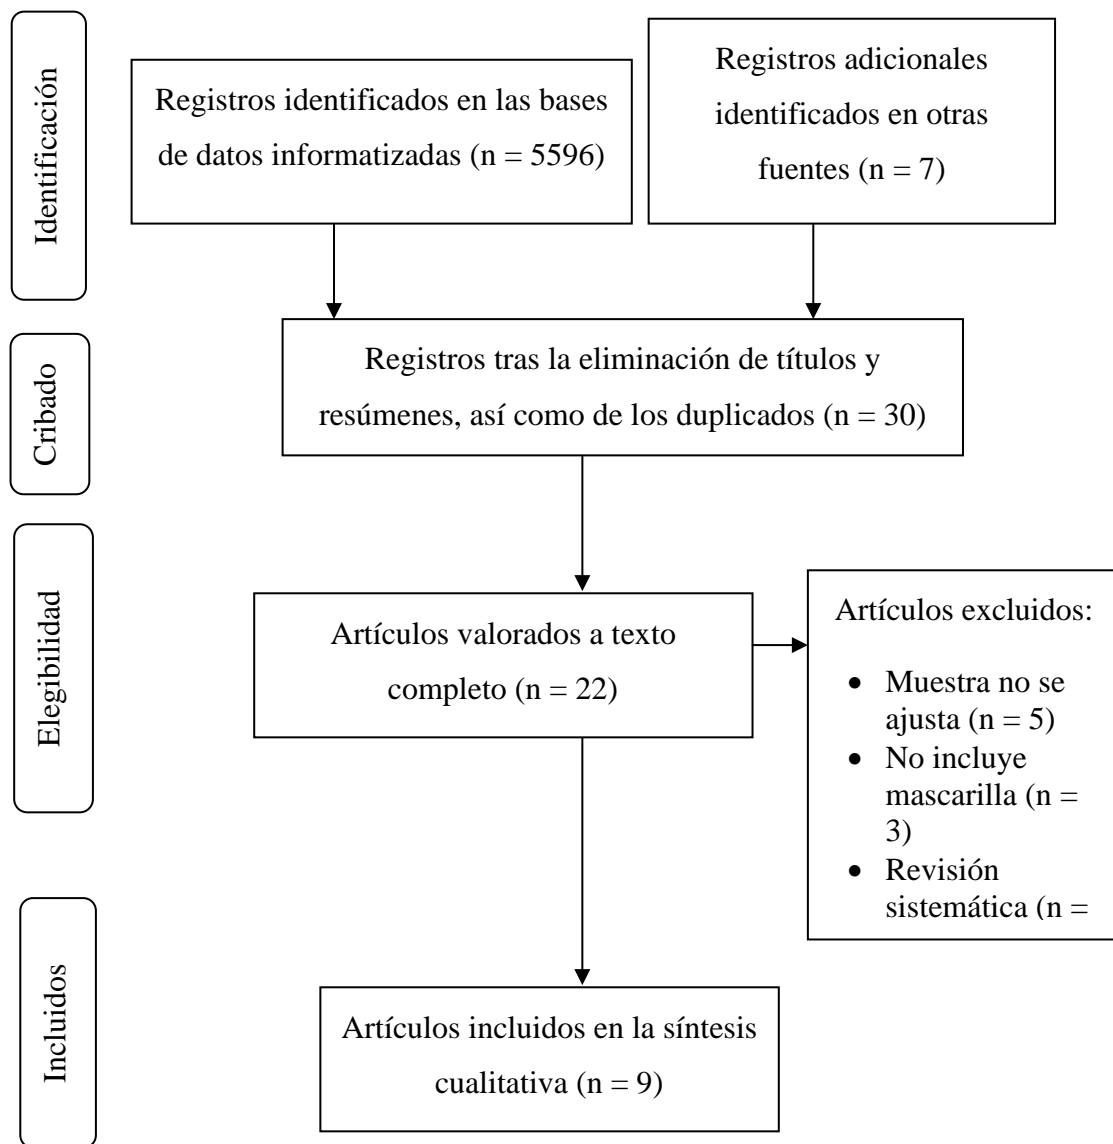 Identificación
Registros identificados en las bases
de datos informatizadas (n = 5596)
Registros adicionales
identificados en otras
fuentes (n = 7)
Cribado
Registros tras la eliminación de títulos y
resúmenes, así como de los duplicados (n = 30)
Elegibilidad
Artículos valorados a texto
completo (n = 22)
Artículos excluidos:
• Muestra no se
ajusta (n = 5)
• No incluye
mascarilla (n =
3)
• Revisión
sistemática (n =
Incluidos
Artículos incluidos en la síntesis
cualitativa (n = 9)